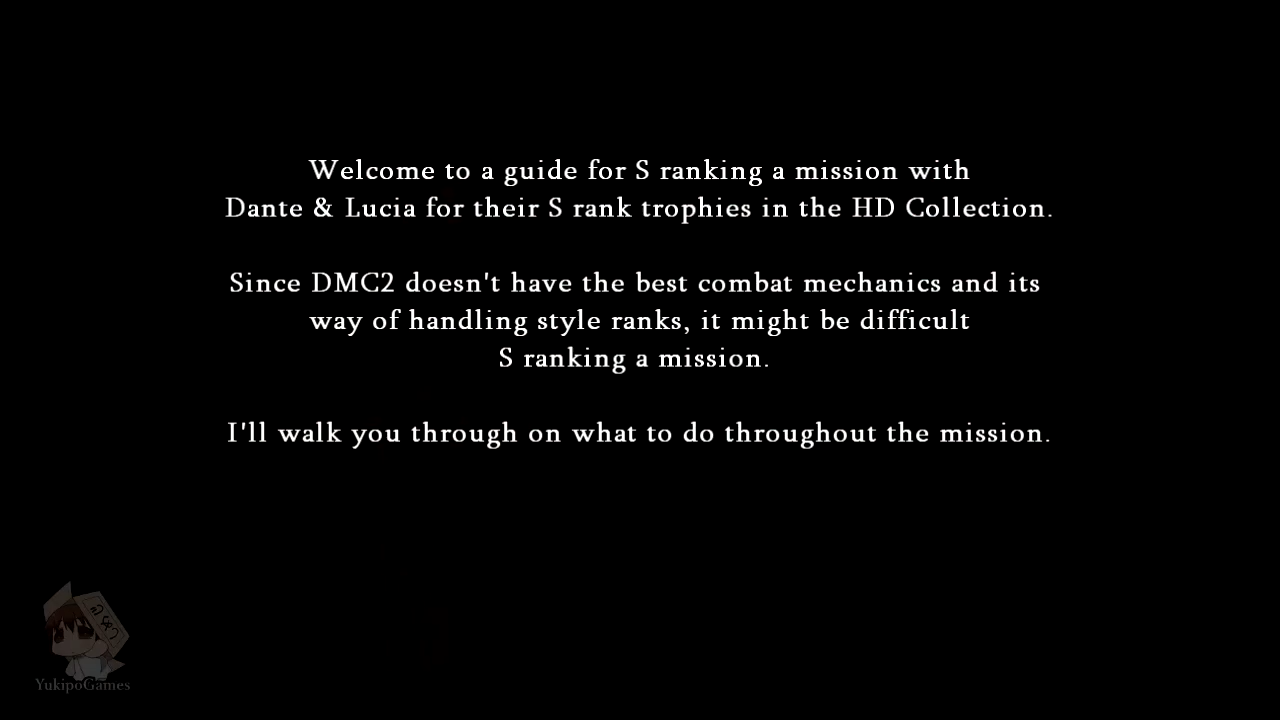 Welcome to a guide for S ranking a mission with
Dante & Lucia for their S rank trophies in the HD Collection.
Since DMC2 doesn't have the best combat mechanics and its
way of handling style ranks, it might be difficult
S ranking a mission.
I'll walk you through on what to do throughout the mission.
YukipoGames